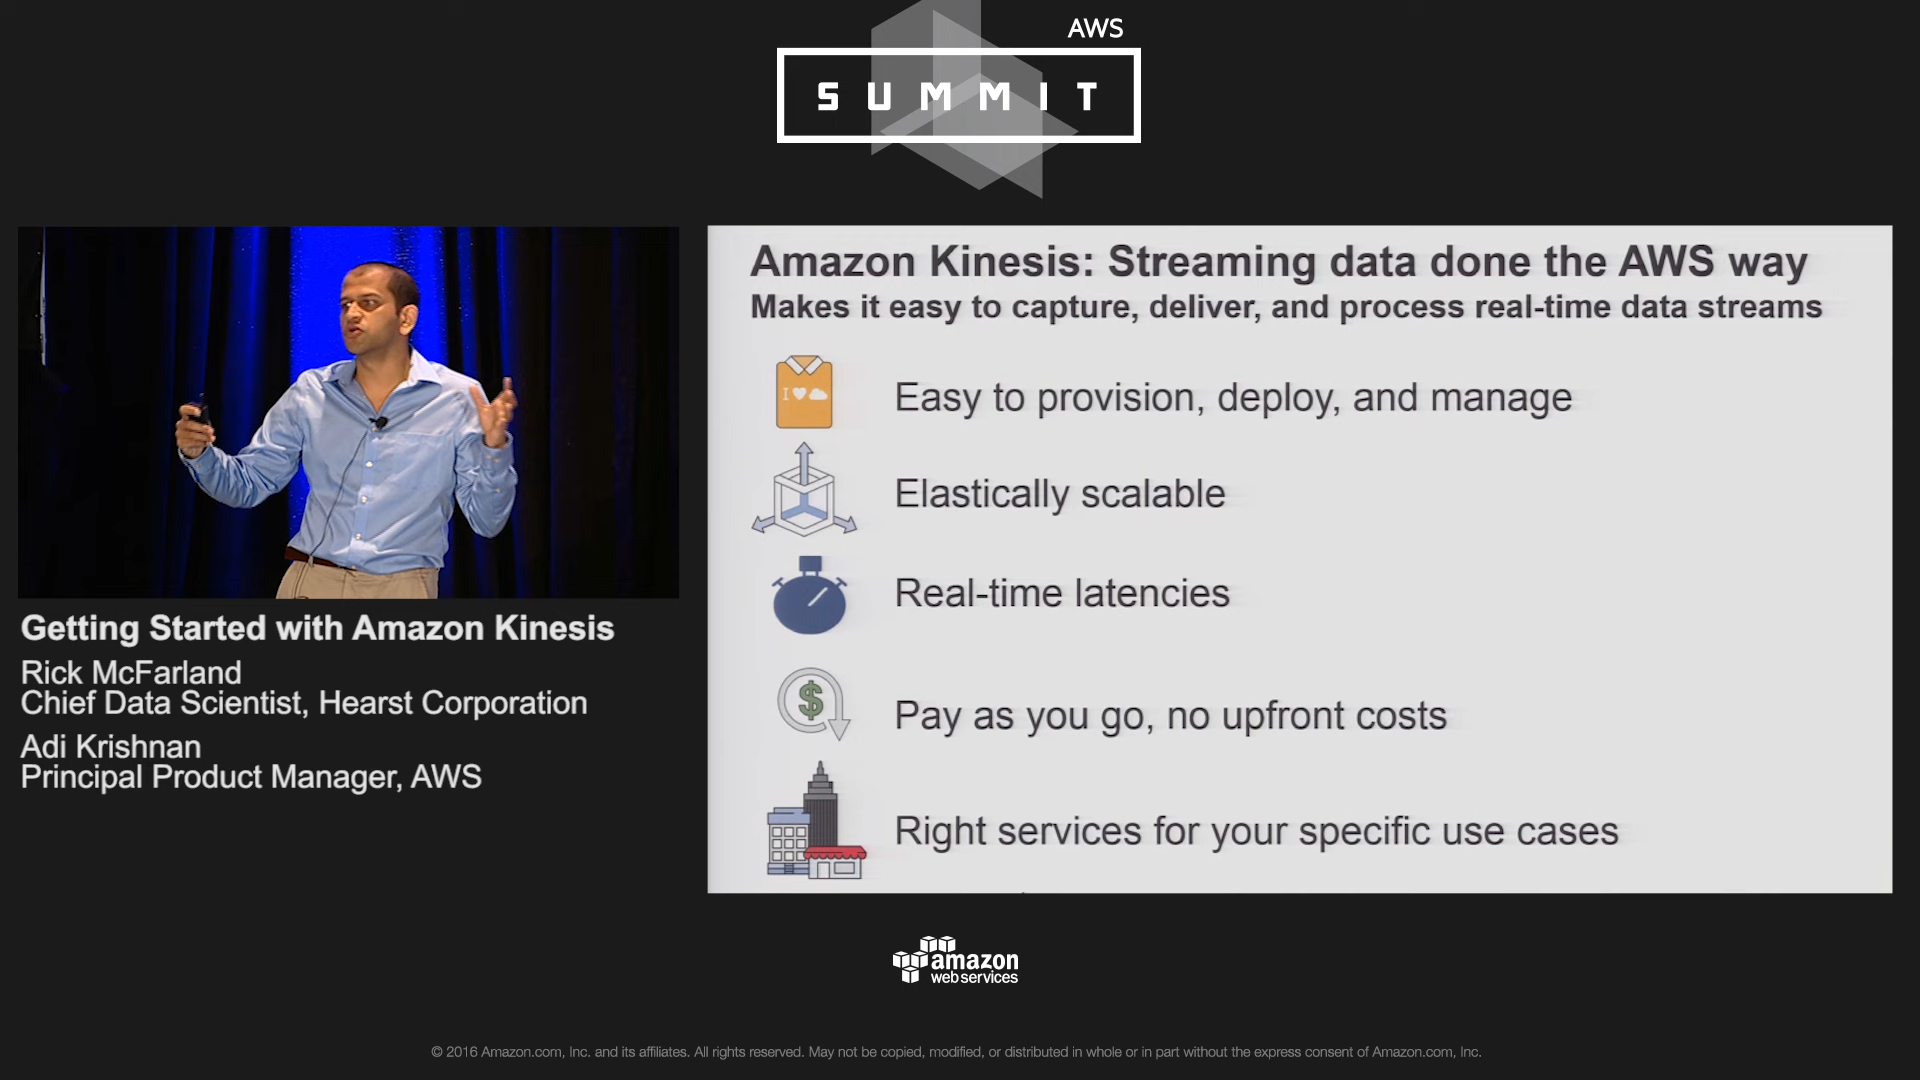 AWS
SUMMIT
Getting Started with Amazon Kinesis
Rick McFarland
Chief Data Scientist, Hearst Corporation
Adi Krishnan
Principal Product Manager, AWS
Amazon Kinesis: Streaming data done the AWS way
Makes it easy to capture, deliver, and process real-time data streams
I
Easy to provision, deploy, and manage
Elastically scalable
Real-time latencies
$
Pay as you go, no upfront costs
Right services for your specific use cases
amazon
web services
© 2016 Amazon.com, Inc. and its affiliates. All rights reserved. May not be copied, modified, or distributed in whole or in part without the express consent of Amazon.com, Inc.